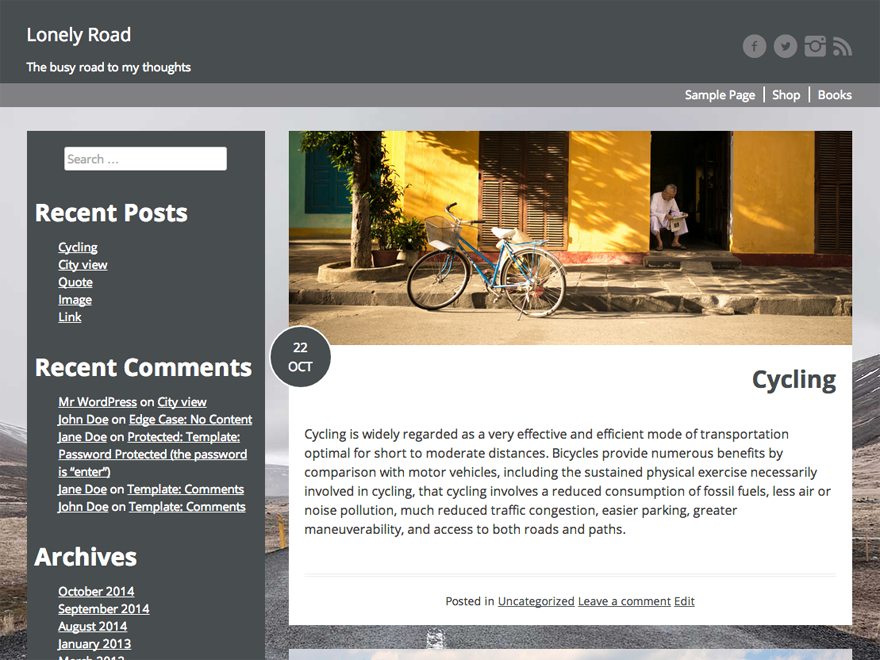 Lonely Road
The busy road to my thoughts
Sample Page
Shop
Books
Search ...
Recent Posts
Cycling
City view
Quote
Image
Link
Recent Comments
Mr WordPress on City view
John Doe on Edge Case: No Content
Jane Doe on Protected: Template:
Password Protected (the password
is “enter”)
Jane Doe on Template: Comments
John Doe on Template: Comments
Archives
October 2014
September 2014
August 2014
January 2013
March 2012
22
OCT
Cycling
Cycling is widely regarded as a very effective and efficient mode of transportation
optimal for short to moderate distances. Bicycles provide numerous benefits by
comparison with motor vehicles, including the sustained physical exercise necessarily
involved in cycling, that cycling involves a reduced consumption of fossil fuels, less air or
noise pollution, much reduced traffic congestion, easier parking, greater
maneuverability, and access to both roads and paths.
Posted in Uncategorized Leave a comment Edit